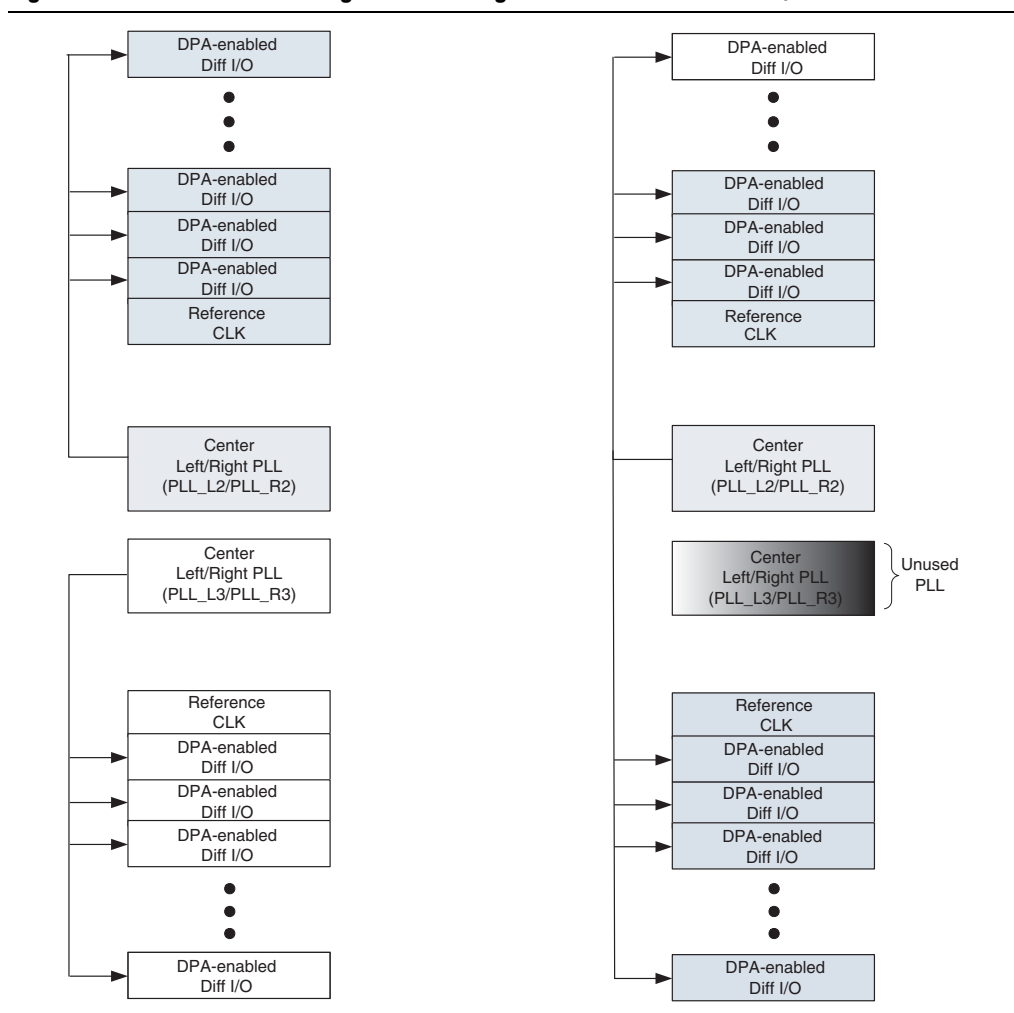 DPA-enabled
Diff I/O
DPA-enabled
Diff I/O
DPA-enabled
Diff I/O
DPA-enabled
Diff I/O
Reference
CLK
Center
Left/Right PLL
(PLL_L2/PLL_R2)
Center
Left/Right PLL
(PLL_L3/PLL_R3)
Reference
CLK
DPA-enabled
Diff I/O
DPA-enabled
Diff I/O
DPA-enabled
Diff I/O
DPA-enabled
Diff I/O
DPA-enabled
Diff I/O
DPA-enabled
Diff I/O
DPA-enabled
Diff I/O
DPA-enabled
Diff I/O
Reference
CLK
Center
Left/Right PLL
(PLL_L2/PLL_R2)
Center
Left/Right PLL
(PLL_L3/PLL_R3)
Unused
PLL
Reference
CLK
DPA-enabled
Diff I/O
DPA-enabled
Diff I/O
DPA-enabled
Diff I/O
DPA-enabled
Diff I/O